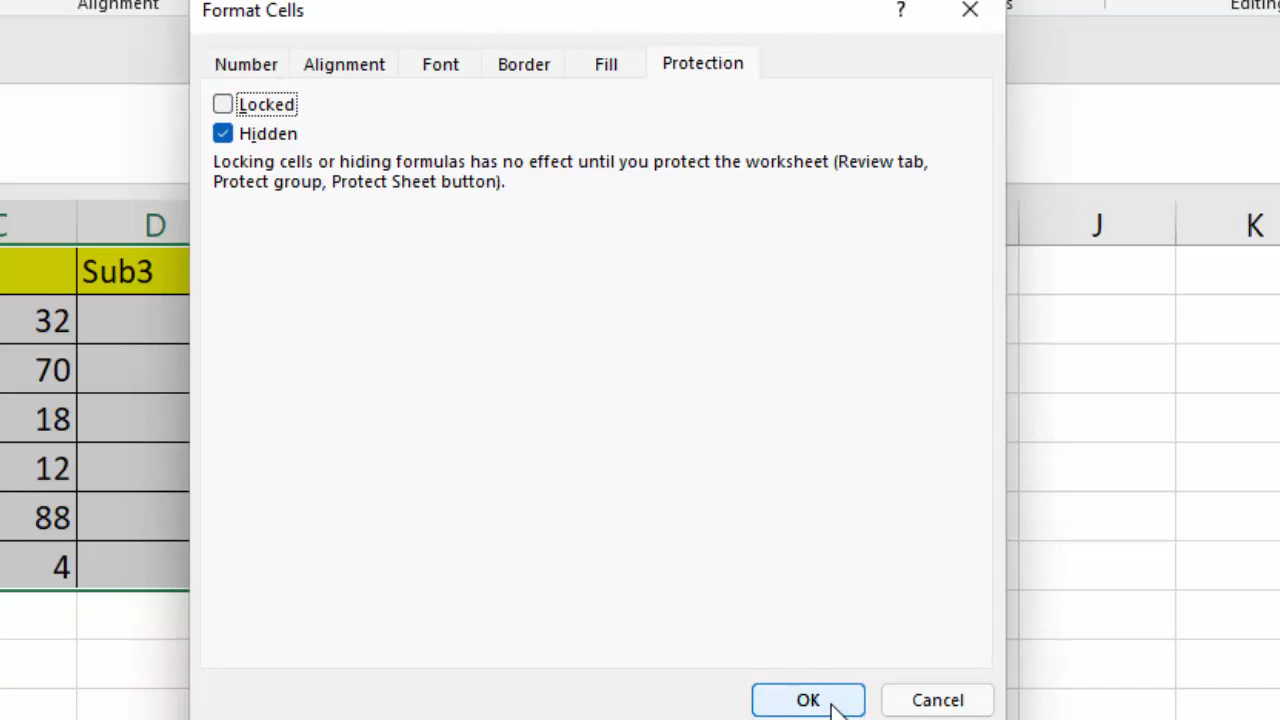 Alignment
Editing
Format Cells
?
Number Alignment Font Border Fill Protection
Locked
Hidden
Locking cells or hiding formulas has no effect until you protect the worksheet (Review tab,
Protect group, Protect Sheet button).
C D J K
Sub3
32
70
18
12
88
4
OK Cancel